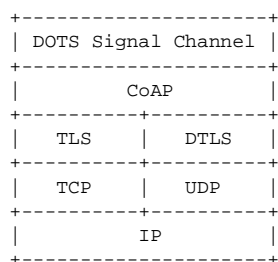 DOTS Signal Channel
CoAP
TLS | DTLS
TCP | UDP
IP